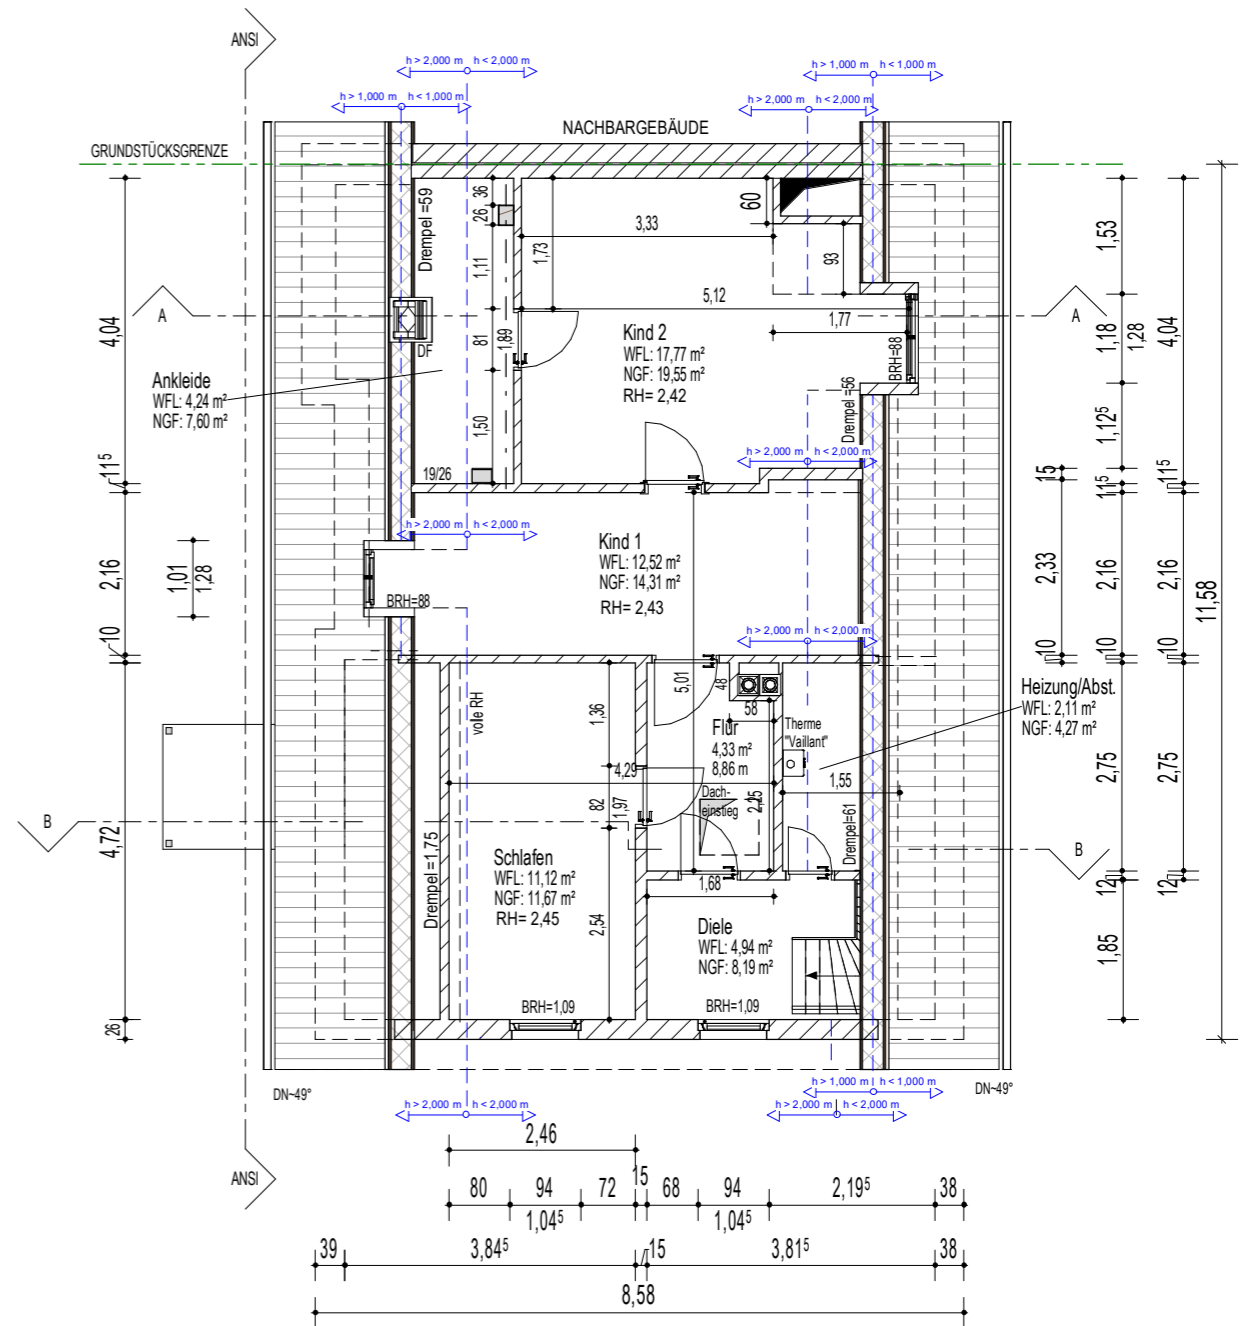 ANSI
h > 2,000 m h < 2,000 m
h > 1,000 m h < 1,000 m
h > 1,000 m h < 1,000 m
h > 2,000 m h < 2,000 m
NACHBARGEBÄUDE
GRUNDSTÜCKSGRENZE
Drempel =59
36
26
1,11
81
1,89
1,50
19/26
1,73
3,33
60
93
5,12
1,77
A
A
DF
BRH=88
Drempel =56
Kind 2
WFL: 17,77 m²
NGF: 19,55 m²
RH= 2,42
Ankleide
WFL: 4,24 m²
NGF: 7,60 m²
4,04
11⁵
2,16
10
4,72
26
1,01
1,28
1,53
1,18
1,28
1,12⁵
15
11⁵
2,33
2,16
10
10
2,75
12
1,85
4,04
11⁵
2,16
10
2,75
12
11,58
h > 2,000 m h < 2,000 m
h > 2,000 m h < 2,000 m
Kind 1
WFL: 12,52 m²
NGF: 14,31 m²
RH= 2,43
BRH=88
h > 2,000 m h < 2,000 m
vole RH
1,36
5,01
48
58
Flur
4,33 m²
8,86 m
Therme
"Vaillant"
Heizung/Abst.
WFL: 2,11 m²
NGF: 4,27 m²
4,29
1,55
82
1,97
Dach-
einstieg
2,25
B
B
Drempel=1,75
Drempel=61
Schlafen
WFL: 11,12 m²
NGF: 11,67 m²
RH= 2,45
2,54
1,68
Diele
WFL: 4,94 m²
NGF: 8,19 m²
BRH=1,09
BRH=1,09
DN~49°
DN~49°
h > 1,000 m h < 1,000 m
h > 2,000 m h < 2,000 m
h > 2,000 m h < 2,000 m
ANSI
2,46
80
94
72
15
68
94
2,19⁵
38
1,04⁵
1,04⁵
39
3,84⁵
15
3,81⁵
38
8,58